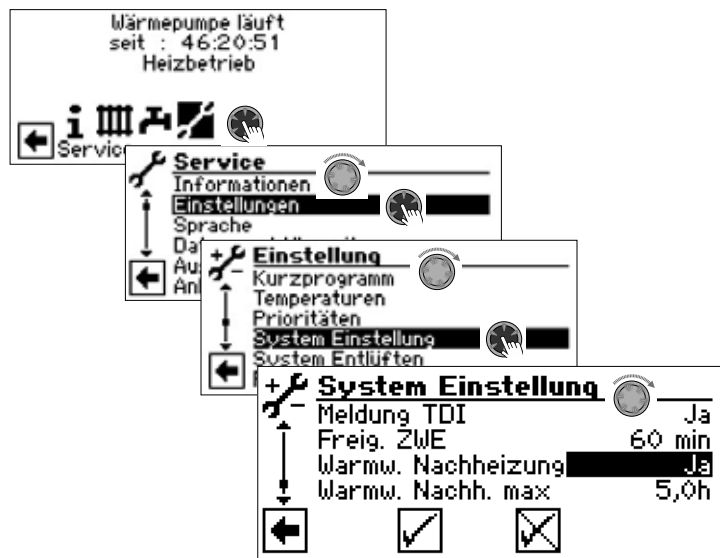 Wärmepumpe läuft
seit : 46:20:51
Heizbetrieb
Service
Informationen
Einstellungen
Sprache
Einstellung
Kurzprogramm
Temperaturen
Prioritäten
System Einstellung
System Entlüften
System Einstellung
Meldung TDI Ja
Freig. ZWE 60 min
Warmw. Nachheizung Ja
Warmw. Nachh. max 5,0h